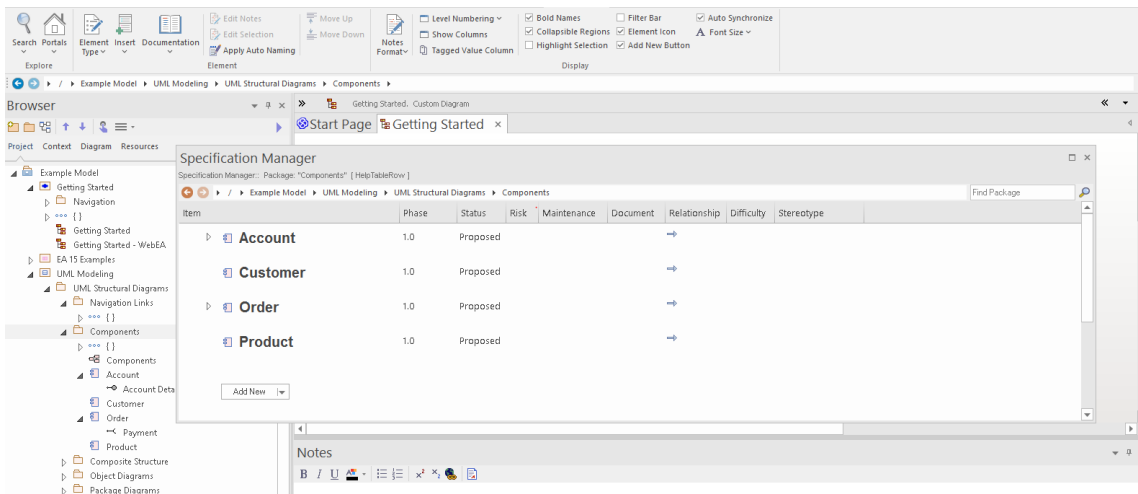 Search Portals
Element Type
Insert
Documentation
Edit Notes
Edit Selection
Apply Auto Naming
Move Up
Move Down
Notes Format
Level Numbering
Show Columns
Tagged Value Column
Bold Names
Collapsible Regions
Highlight Selection
Filter Bar
Element Icon
Add New Button
Auto Synchronize
A Font Size
Explore
Element
Display
/ Example Model UML Modeling UML Structural Diagrams Components
Browser
Getting Started. Custom Diagram
Start Page Getting Started ×
Project Context Diagram Resources
Example Model
Getting Started
Navigation
{ }
Getting Started
Getting Started - WebEA
EA 15 Examples
UML Modeling
UML Structural Diagrams
Navigation Links
{ }
Components
{ }
Components
Account
Account Deta
Customer
Order
Payment
Product
Composite Structure
Object Diagrams
Package Diagrams
Specification Manager
Specification Manager:: Package: "Components" [ HelpTableRow ]
/ Example Model UML Modeling UML Structural Diagrams Components
Find Package
Item Phase Status Risk Maintenance Document Relationship Difficulty Stereotype
Account 1.0 Proposed
Customer 1.0 Proposed
Order 1.0 Proposed
Product 1.0 Proposed
Add New
Notes
B I U x² x₂